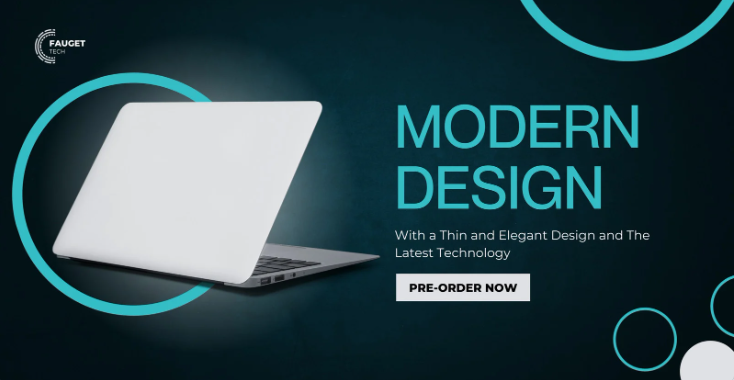 FAUGET
TECH
MODERN
DESIGN
With a Thin and Elegant Design and The
Latest Technology
PRE-ORDER NOW